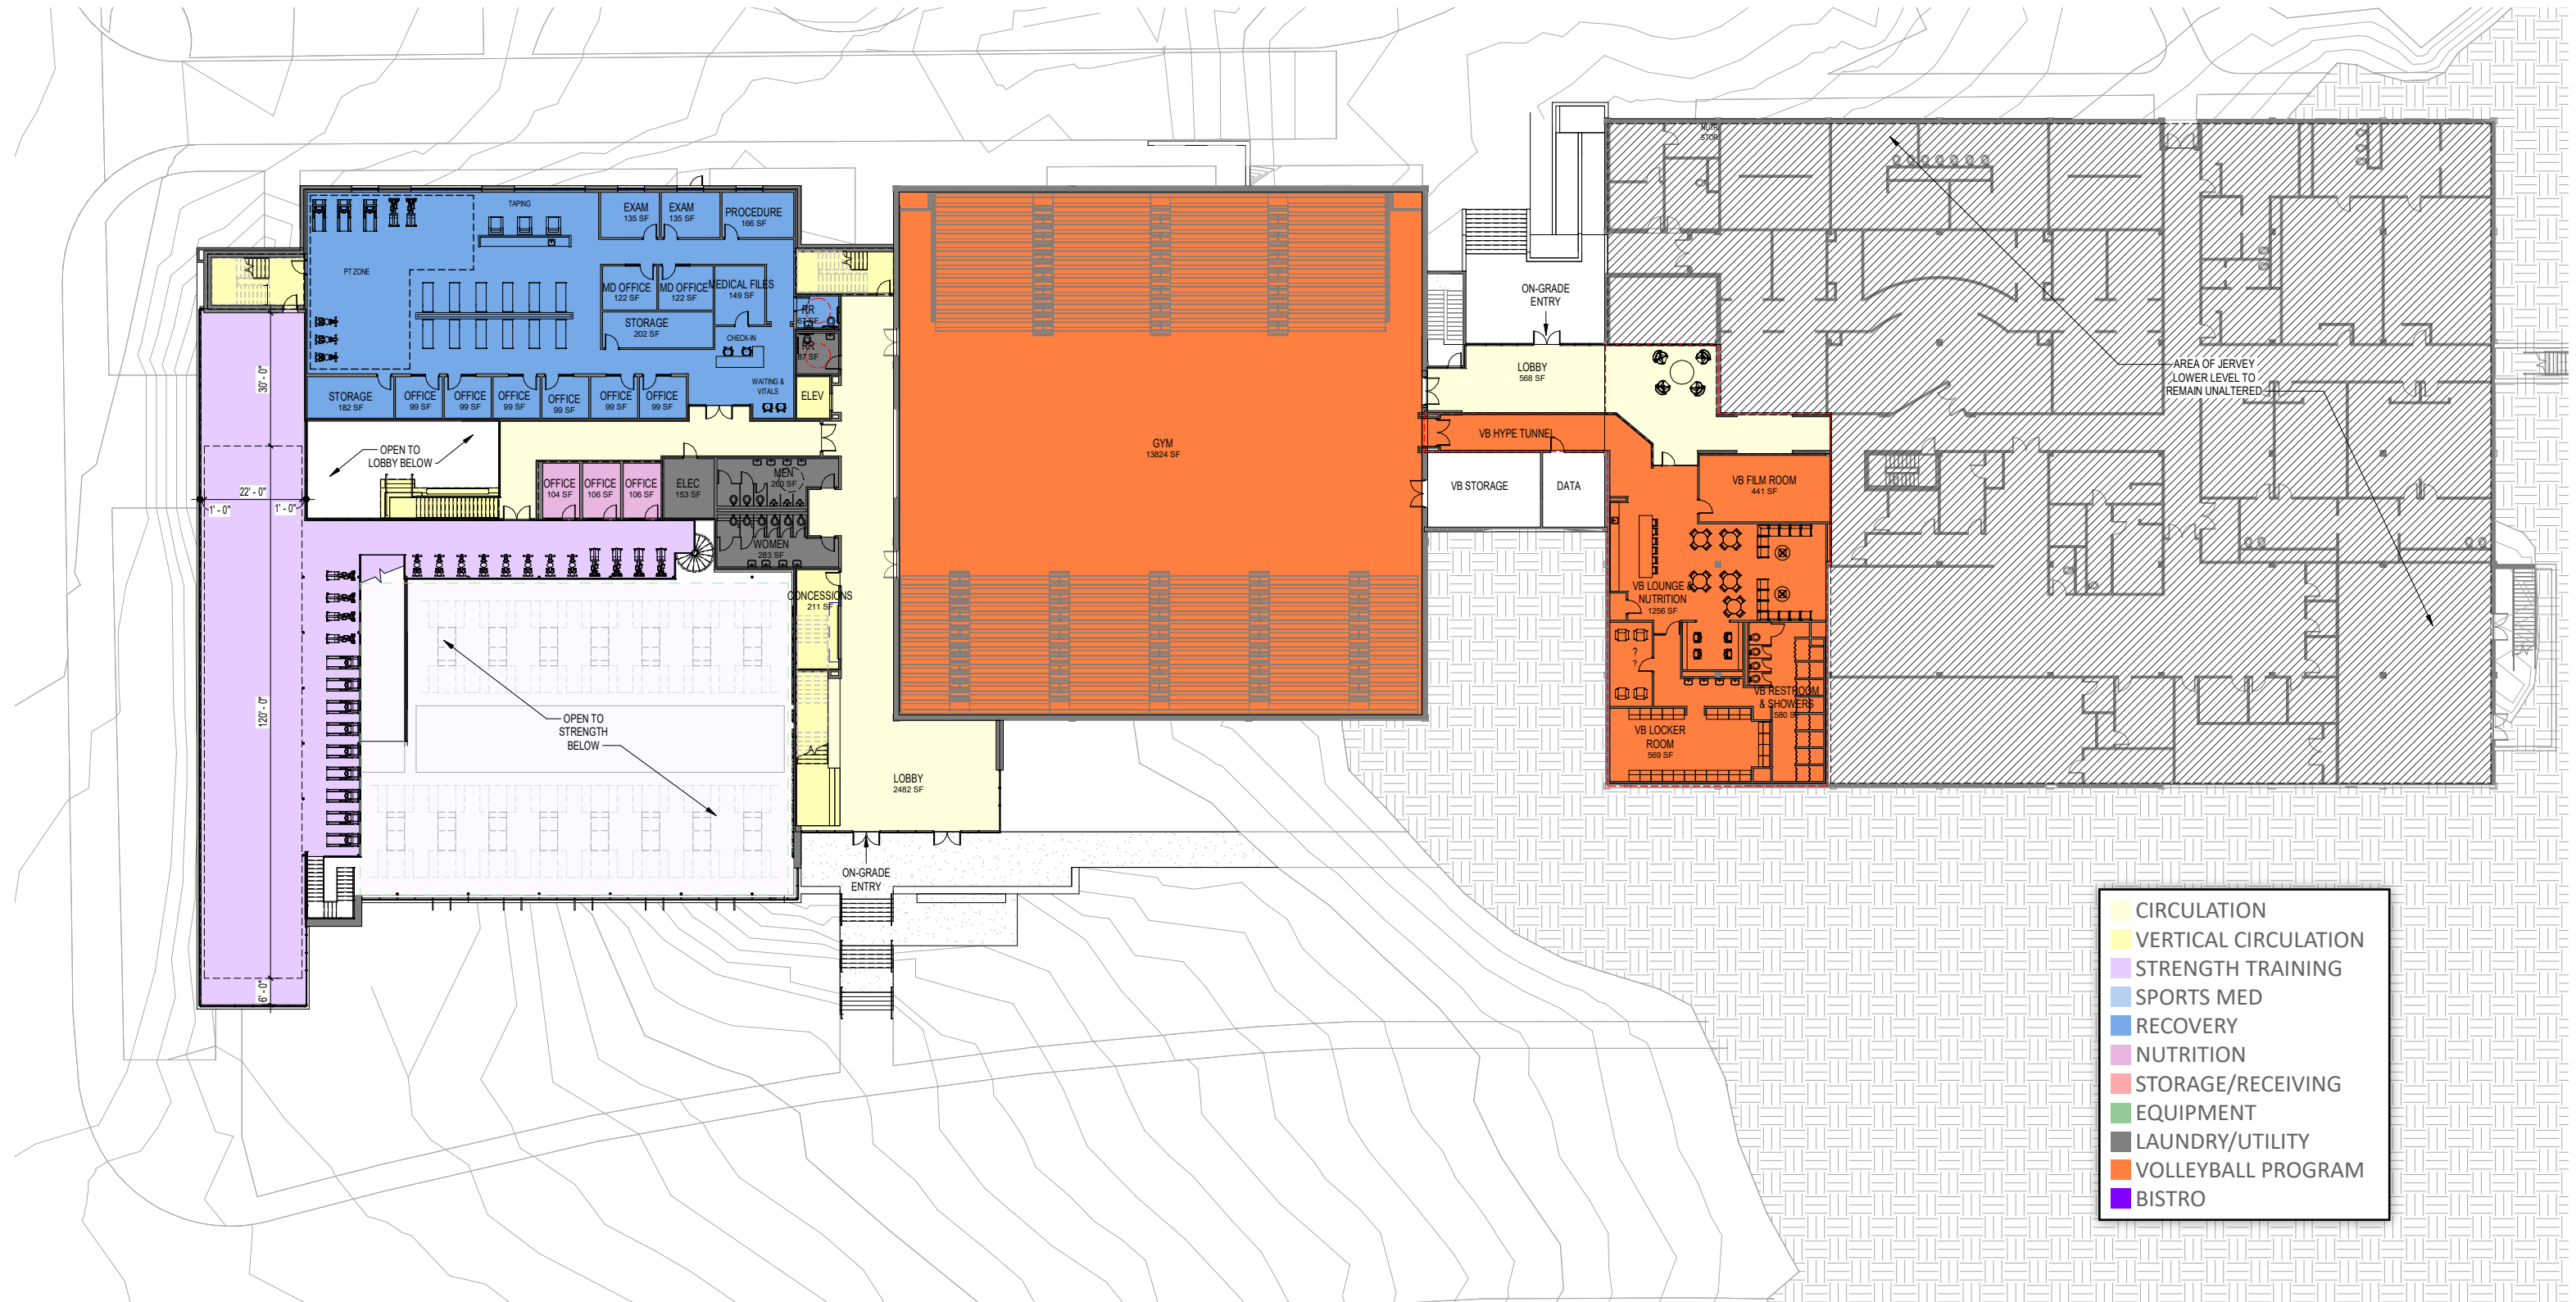 NUTR
STOR
TAPING
EXAM
135 SF
EXAM
135 SF
PROCEDURE
166 SF
PT ZONE
MD OFFICE
122 SF
MD OFFICE
122 SF
MEDICAL FILES
149 SF
STORAGE
202 SF
RR
67 SF
CHECK-IN
RR
87 SF
WAITING &
VITALS
ELEV
STORAGE
182 SF
OFFICE
99 SF
OFFICE
99 SF
OFFICE
99 SF
OFFICE
99 SF
OFFICE
99 SF
OFFICE
99 SF
30' - 0"
OPEN TO
LOBBY BELOW
22' - 0"
1' - 0"
1' - 0"
OFFICE
104 SF
OFFICE
106 SF
OFFICE
106 SF
ELEC
153 SF
MEN
260 SF
WOMEN
283 SF
CONCESSIONS
211 SF
120' - 0"
OPEN TO
STRENGTH
BELOW
6' - 0"
LOBBY
2482 SF
ON-GRADE
ENTRY
GYM
13824 SF
ON-GRADE
ENTRY
LOBBY
568 SF
VB HYPE TUNNEL
VB STORAGE
DATA
VB FILM ROOM
441 SF
VB LOUNGE &
NUTRITION
1256 SF
?
?
VB RESTROOM
& SHOWERS
580 SF
VB LOCKER
ROOM
569 SF
AREA OF JERVEY
LOWER LEVEL TO
REMAIN UNALTERED
CIRCULATION
VERTICAL CIRCULATION
STRENGTH TRAINING
SPORTS MED
RECOVERY
NUTRITION
STORAGE/RECEIVING
EQUIPMENT
LAUNDRY/UTILITY
VOLLEYBALL PROGRAM
BISTRO